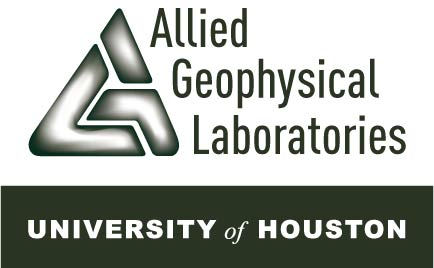 Allied
Geophysical
Laboratories
UNIVERSITY of HOUSTON